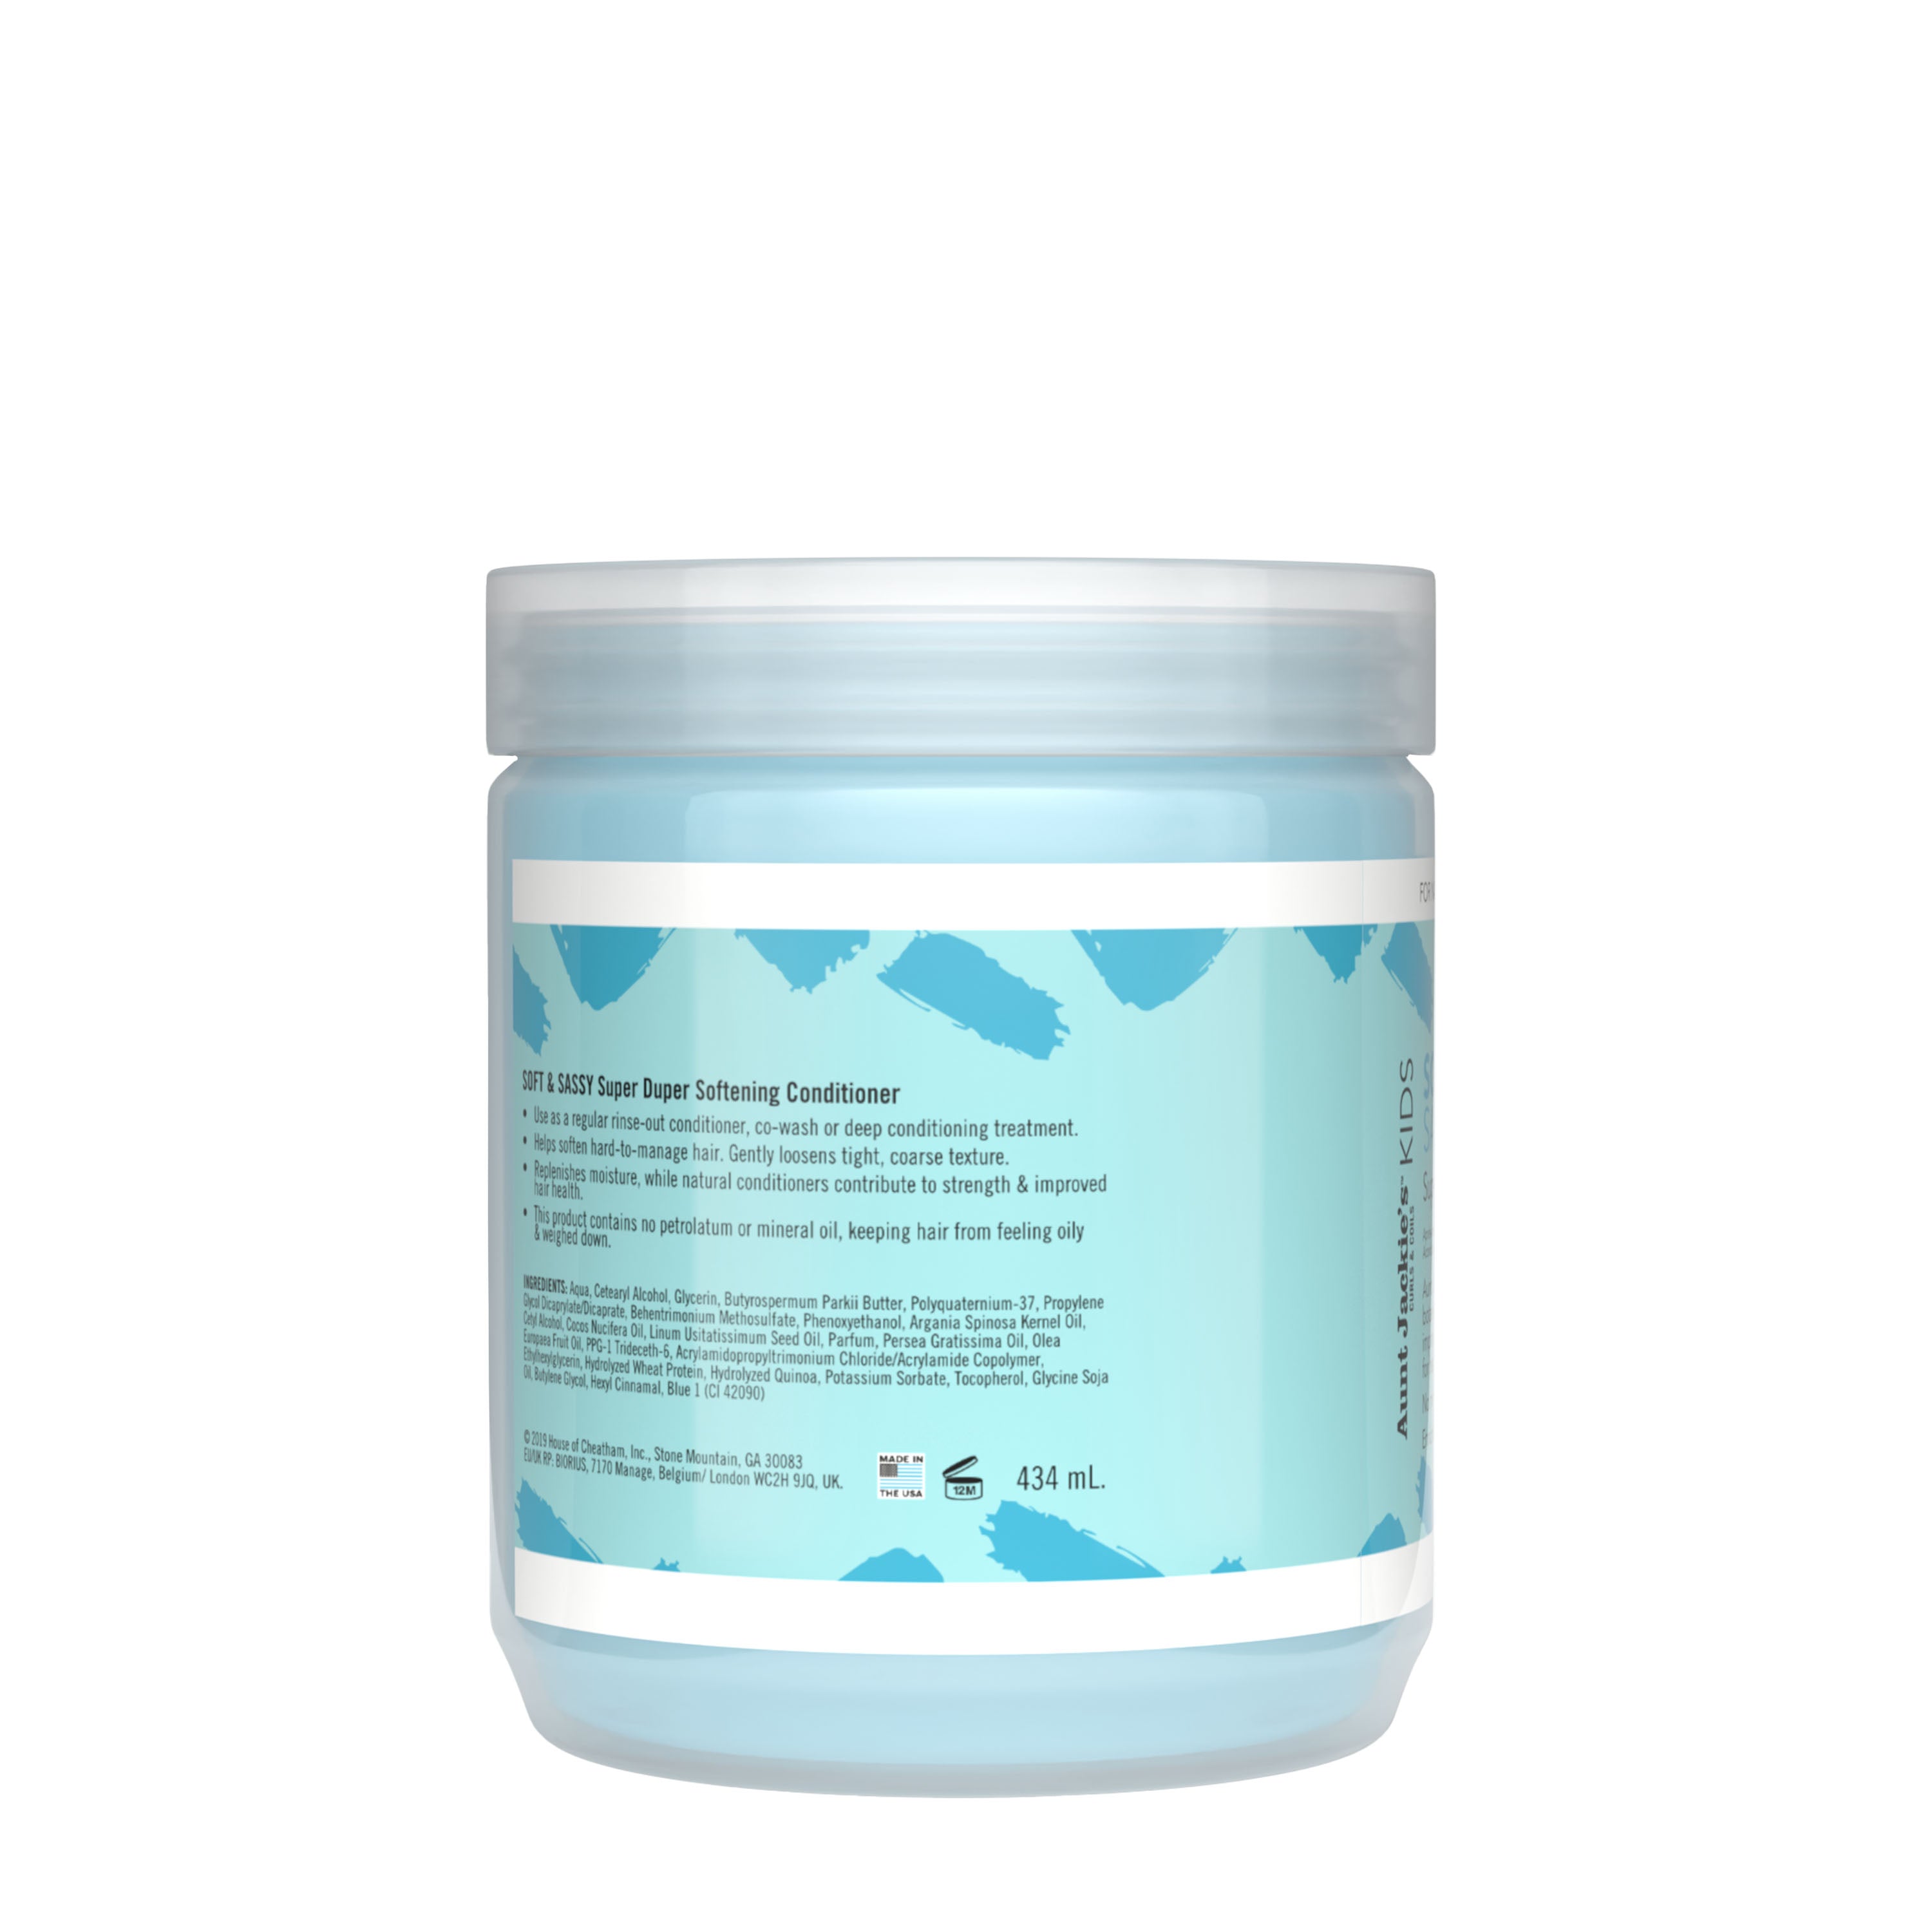 SOFT & SASSY Super Duper Softening Conditioner
• Use as a regular rinse-out conditioner, co-wash or deep conditioning treatment.
• Helps soften hard-to-manage hair. Gently loosens tight, coarse texture.
• Replenishes moisture, while natural conditioners contribute to strength & improved
hair health.
• This product contains no petrolatum or mineral oil, keeping hair from feeling oily
& weighed down.
INGREDIENTS: Aqua, Cetearyl Alcohol, Glycerin, Butyrospermum Parkii Butter, Polyquaternium-37, Propylene
Glycol Dicaprylate/Dicaprate, Behentrimonium Methosulfate, Phenoxyethanol, Argania Spinosa Kernel Oil,
Cetyl Alcohol, Cocos Nucifera Oil, Linum Usitatissimum Seed Oil, Parfum, Persea Gratissima Oil, Olea
Europaea Fruit Oil, PPG-1 Trideceth-6, Acrylamidopropyltrimonium Chloride/Acrylamide Copolymer,
Ethylhexylglycerin, Hydrolyzed Wheat Protein, Hydrolyzed Quinoa, Potassium Sorbate, Tocopherol, Glycine Soja
Oil, Butylene Glycol, Hexyl Cinnamal, Blue 1 (CI 42090)
© 2019 House of Cheatham, Inc., Stone Mountain, GA 30083
EU/UK RP: BIORIUS, 7170 Manage, Belgium/ London WC2H 9JQ, UK.
MADE IN
THE USA
12M
434 mL.
Aunt Jackie's™ KIDS
CURLS & COILS
FOR